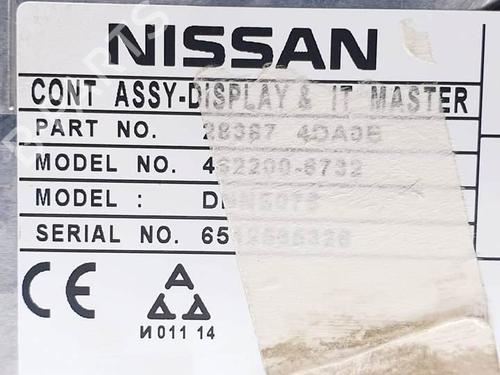 NISSAN
CONT ASSY-DISPLAY & IT MASTER
PART NO. 28387 4DA0B
MODEL NO. 462200-6732
MODEL :
SERIAL NO.
CE
И011 14